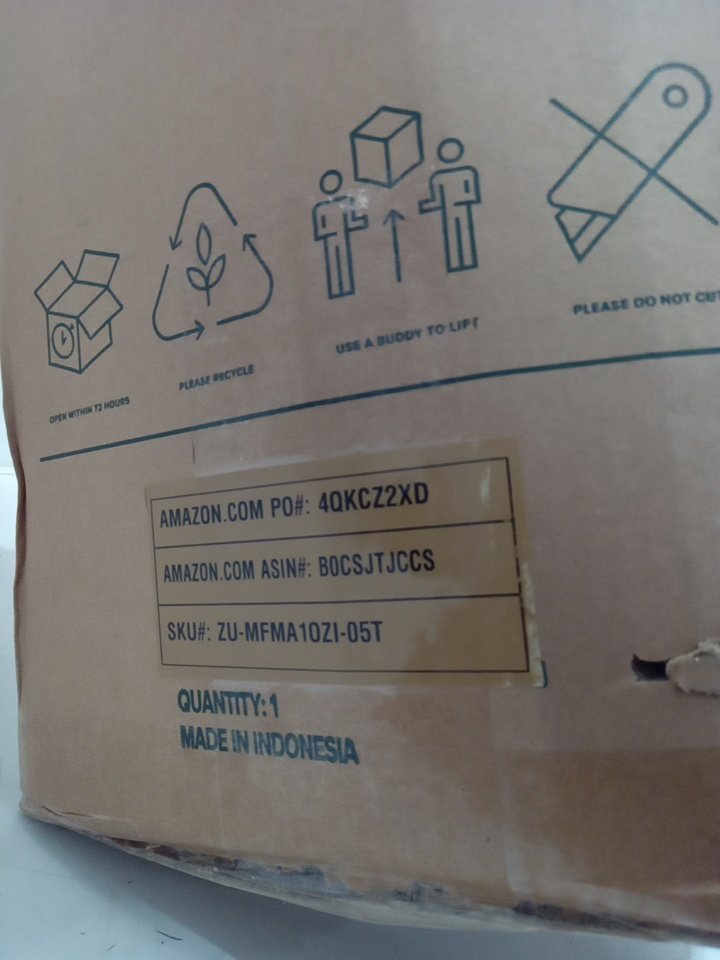 OPEN WITHIN 72 HOURS
PLEASE RECYCLE
USE A BUDDY TO LIFT
PLEASE DO NOT CUT
AMAZON.COM PO#: 4QKCZ2XD
AMAZON.COM ASIN#: B0CSJTJCCS
SKU#: ZU-MFMA10ZI-05T
QUANTITY: 1
MADE IN INDONESIA